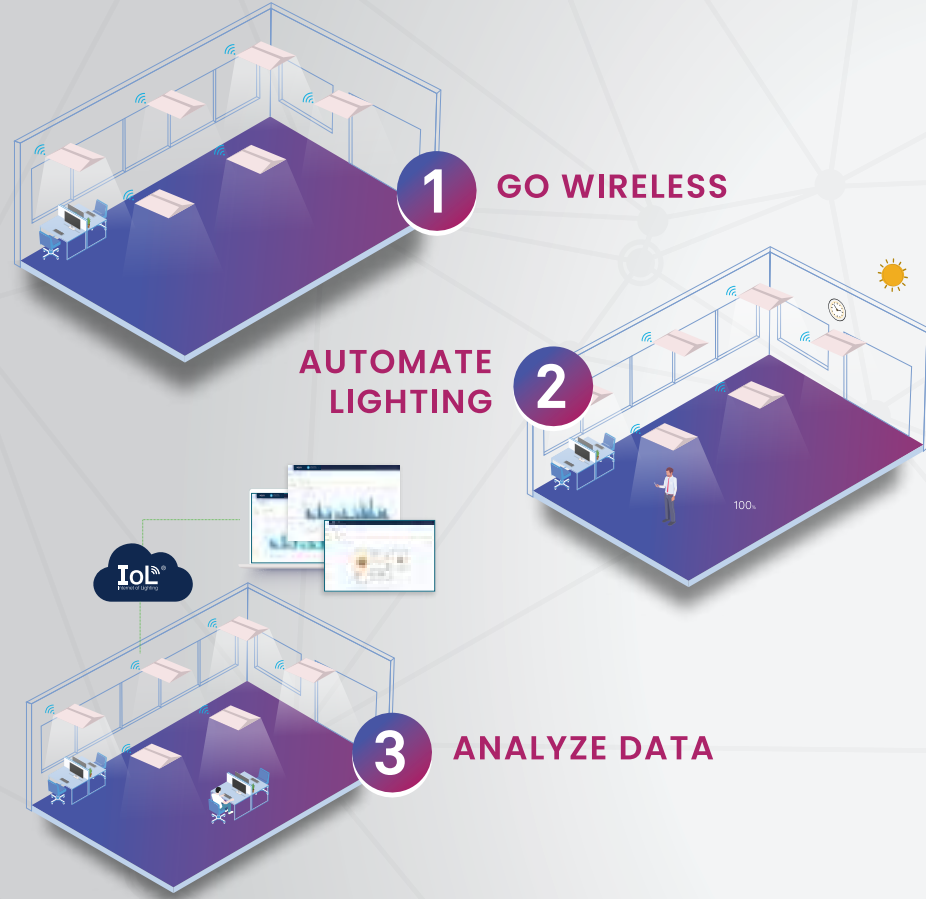 1
GO WIRELESS
AUTOMATE
LIGHTING
2
100%
IoL®
Internet of Lighting
3
ANALYZE DATA